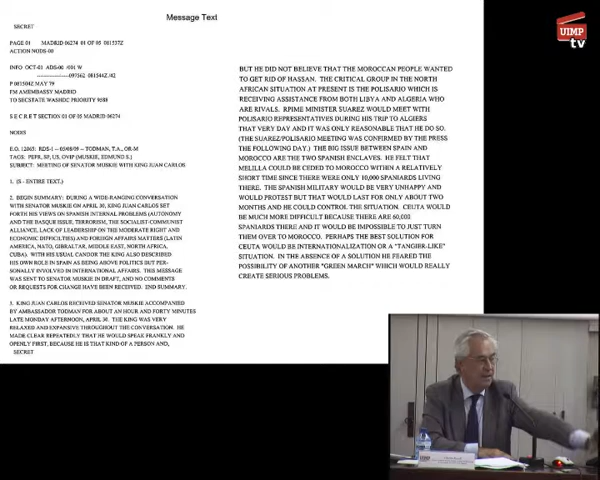 Message Text
SECRET
PAGE 01 MADRID 06274 01 OF 05 081537Z
ACTION NODS-00
INFO OCT-01 ADS-00 /001 W
P 081504Z MAY 79
FM AMEMBASSY MADRID
TO SECSTATE WASHDC PRIORITY 9588
S E C R E T SECTION 01 OF 05 MADRID 06274
NODIS
E.O. 12065: RDS-1 - 05/08/09 -- TODMAN, T.A., OR-M
TAGS: PEPR, SP, US, OVIP (MUSKIE, EDMUND S.)
SUBJECT: MEETING OF SENATOR MUSKIE WITH KING JUAN CARLOS
1. (S - ENTIRE TEXT.)
2. BEGIN SUMMARY: DURING A WIDE-RANGING CONVERSATION
WITH SENATOR MUSKIE ON APRIL 30, KING JUAN CARLOS SET
FORTH HIS VIEWS ON SPANISH INTERNAL PROBLEMS (AUTONOMY
AND THE BASQUE ISSUE, TERRORISM, THE SOCIALIST-COMMUNIST
ALLIANCE, LACK OF LEADERSHIP ON THE MODERATE RIGHT AND
ECONOMIC DIFFICULTIES) AND FOREIGN AFFAIRS MATTERS (LATIN
AMERICA, NATO, GIBRALTAR, MIDDLE EAST, NORTH AFRICA,
CUBA). WITH HIS USUAL CANDOR THE KING ALSO DESCRIBED
HIS OWN ROLE IN SPAIN AS BEING ABOVE POLITICS BUT PER-
SONALLY INVOLVED IN INTERNATIONAL AFFAIRS. THIS MESSAGE
WAS SENT TO SENATOR MUSKIE IN DRAFT, AND NO COMMENTS
OR REQUESTS FOR CHANGE HAVE BEEN RECEIVED. END SUMMARY.
3. KING JUAN CARLOS RECEIVED SENATOR MUSKIE ACCOMPANIED
BY AMBASSADOR TODMAN FOR ABOUT AN HOUR AND FORTY MINUTES
LATE MONDAY AFTERNOON, APRIL 30. THE KING WAS VERY
RELAXED AND EXPANSIVE THROUGHOUT THE CONVERSATION. HE
MADE CLEAR REPEATEDLY THAT HE WOULD SPEAK FRANKLY AND
OPENLY FIRST, BECAUSE HE IS THAT KIND OF A PERSON AND,
SECRET
BUT HE DID NOT BELIEVE THAT THE MOROCCAN PEOPLE WANTED
TO GET RID OF HASSAN. THE CRITICAL GROUP IN THE NORTH
AFRICAN SITUATION AT PRESENT IS THE POLISARIO WHICH IS
RECEIVING ASSISTANCE FROM BOTH LIBYA AND ALGERIA WHO
ARE RIVALS. RPIME MINISTER SUAREZ WOULD MEET WITH
POLISARIO REPRESENTATIVES DURING HIS TRIP TO ALGIERS
THAT VERY DAY AND IT WAS ONLY REASONABLE THAT HE DO SO.
(THE SUAREZ/POLISARIO MEETING WAS CONFIRMED BY THE PRESS
THE FOLLOWING DAY.) THE BIG ISSUE BETWEEN SPAIN AND
MOROCCO ARE THE TWO SPANISH ENCLAVES. HE FELT THAT
MELILLA COULD BE CEDED TO MOROCCO WITHIN A RELATIVELY
SHORT TIME SINCE THERE WERE ONLY 10,000 SPANIARDS LIVING
THERE. THE SPANISH MILITARY WOULD BE VERY UNHAPPY AND
WOULD PROTEST BUT THAT WOULD LAST FOR ONLY ABOUT TWO
MONTHS AND HE COULD CONTROL THE SITUATION. CEUTA WOULD
BE MUCH MORE DIFFICULT BECAUSE THERE ARE 60,000
SPANIARDS THERE AND IT WOULD BE IMPOSSIBLE TO JUST TURN
THEM OVER TO MOROCCO. PERHAPS THE BEST SOLUTION FOR
CEUTA WOULD BE INTERNATIONALIZATION OR A "TANGIER-LIKE"
SITUATION. IN THE ABSENCE OF A SOLUTION HE FEARED THE
POSSIBILITY OF ANOTHER "GREEN MARCH" WHICH WOULD REALLY
CREATE SERIOUS PROBLEMS.
UIMP
tv